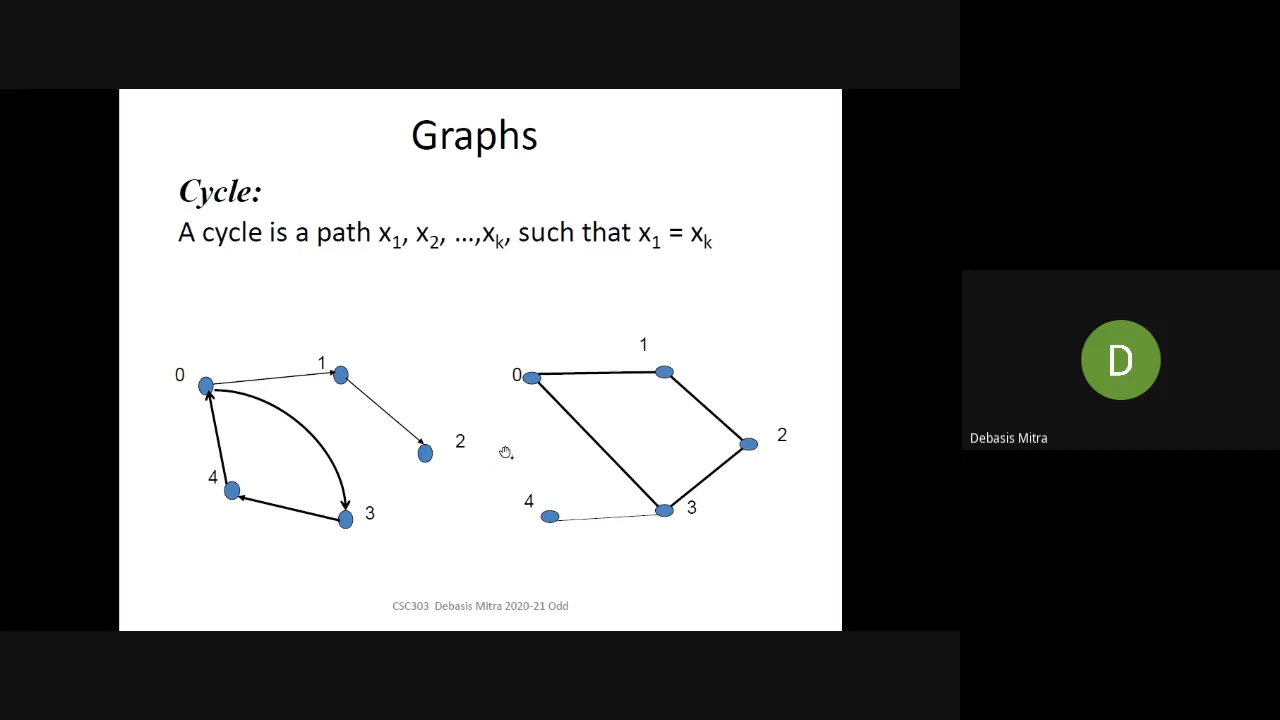 Graphs
Cycle:
A cycle is a path x₁, x₂, ...,xₖ, such that x₁ = xₖ
0
1
2
4
3
0
1
2
4
3
CSC303 Debasis Mitra 2020-21 Odd
D
Debasis Mitra